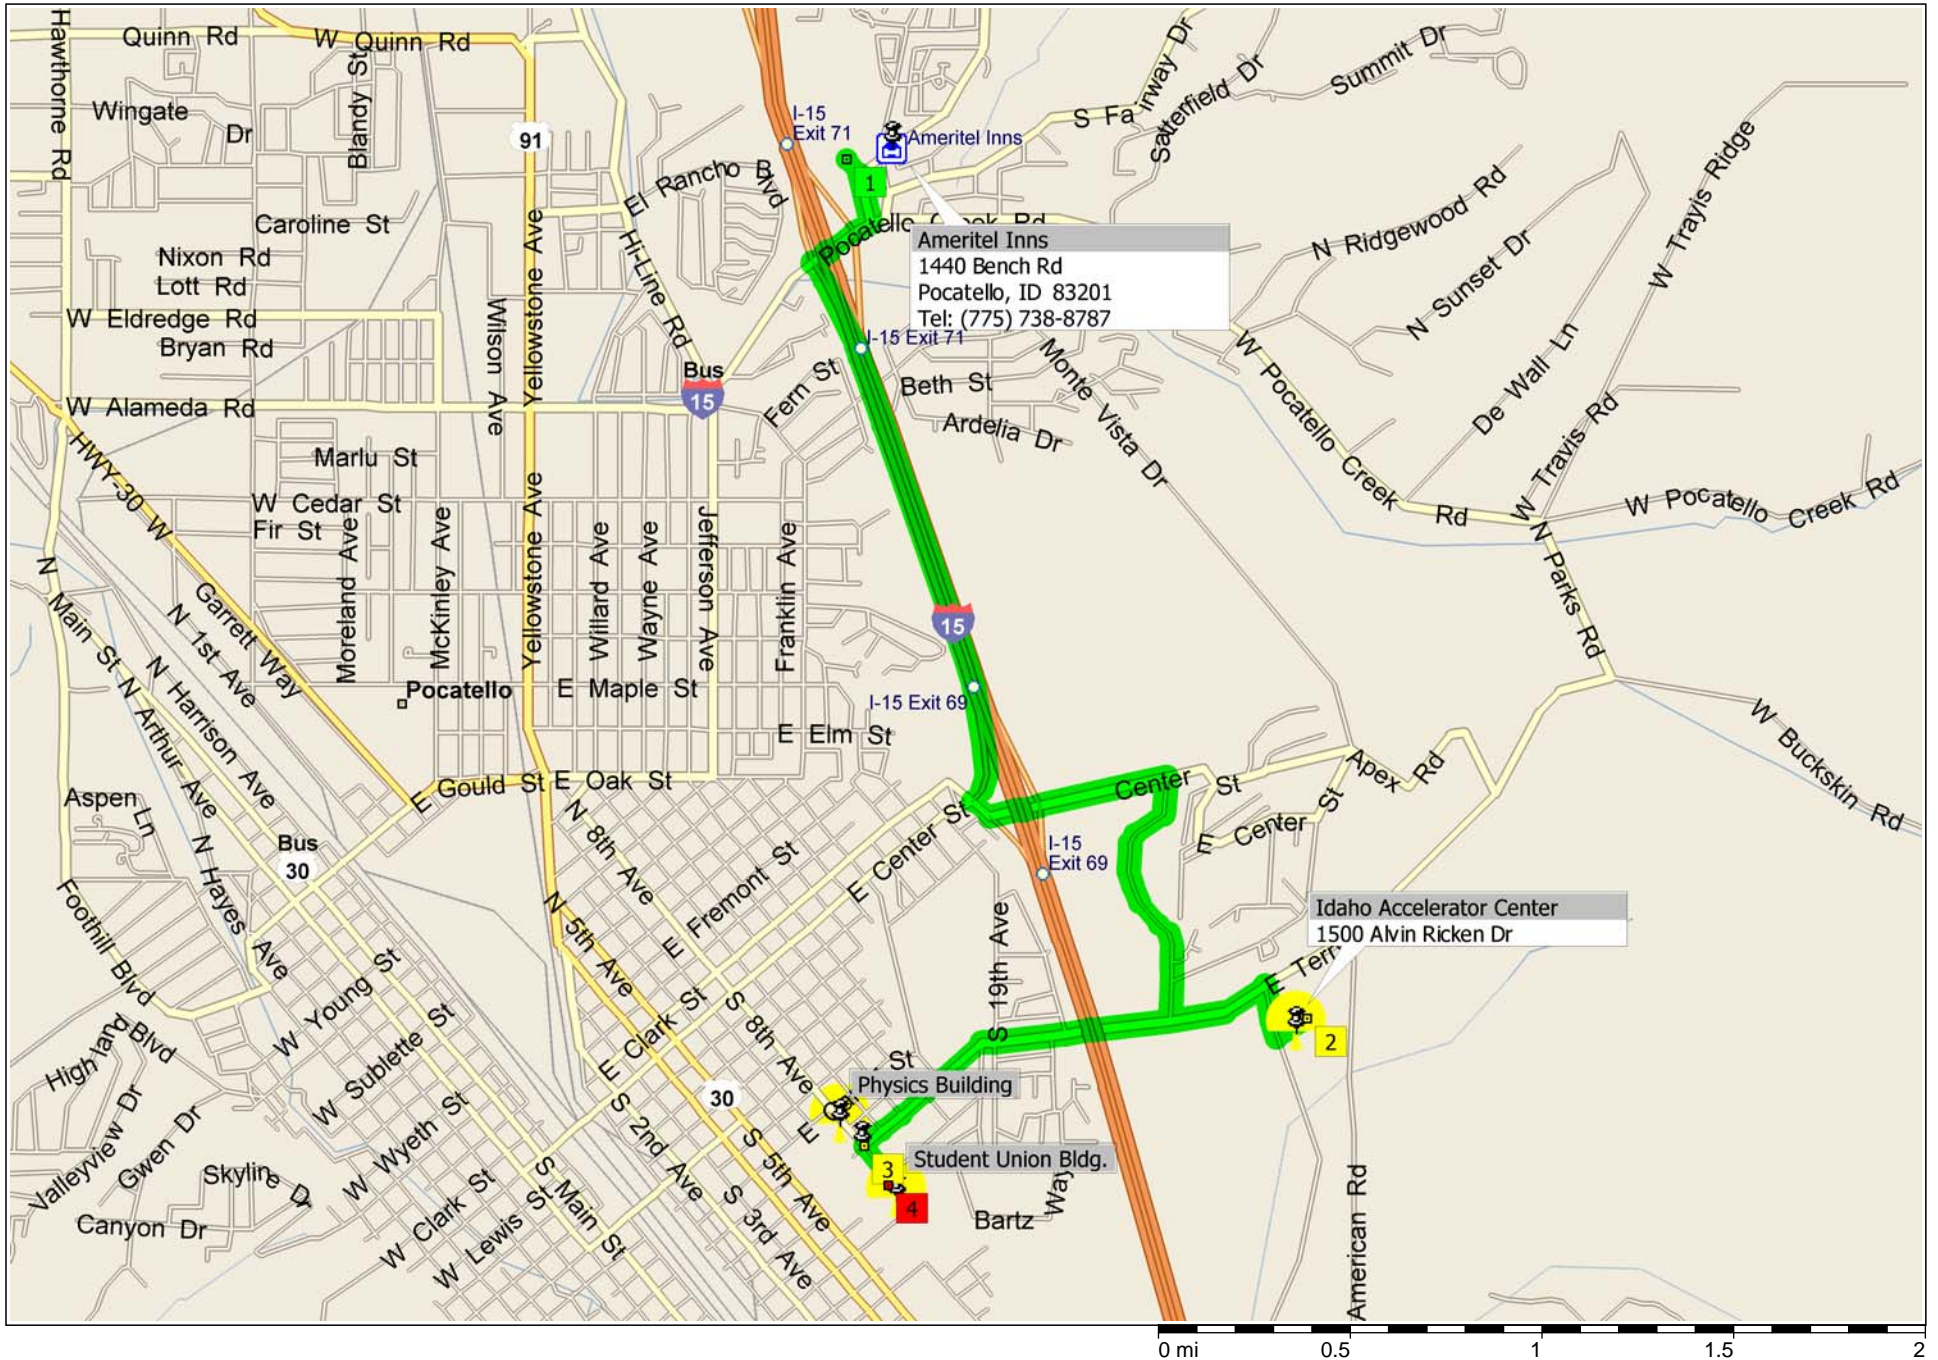 Hawthorne Rd
Quinn Rd
W Quinn Rd
Wingate
Dr
Blandy St
91
I-15
Exit 71
Ameritel Inns
1
S Fairway Dr
Satterfield Dr
Summit Dr
El Rancho Blvd
Caroline St
Nixon Rd
Lott Rd
W Eldredge Rd
Bryan Rd
Wilson Ave
Yellowstone Ave
Hi-Line Rd
Pocatello Creek Rd
Ameritel Inns
1440 Bench Rd
Pocatello, ID 83201
Tel: (775) 738-8787
N Ridgewood Rd
N Sunset Dr
W Travis Ridge
I-15 Exit 71
Bus
15
W Alameda Rd
Fern St
Beth St
Ardelia Dr
Monte Vista Dr
W Pocatello Creek Rd
De Wall Ln
W Travis Rd
W Pocatello Creek Rd
HWY-30 W
Marlu St
W Cedar St
Fir St
Moreland Ave
McKinley Ave
Yellowstone Ave
Willard Ave
Wayne Ave
Jefferson Ave
Franklin Ave
N Parks Rd
N Main St
Garrett Way
N 1st Ave
N Harrison Ave
N Arthur Ave
15
Pocatello
E Maple St
I-15 Exit 69
E Elm St
W Buckskin Rd
Aspen Ln
E Gould St
E Oak St
Center St
Apex Rd
E Center St
E Center St
Bus
30
N Hayes Ave
N 8th Ave
E Fremont St
I-15
Exit 69
Foothill Blvd
N 5th Ave
S 19th Ave
Idaho Accelerator Center
1500 Alvin Ricken Dr
E Terr
2
W Young St
W Sublette St
E Clark St
S 8th Ave
St
Highland Blvd
30
Physics Building
E
Student Union Bldg.
3
4
Valleyview Dr
Gwen Dr
Skyline Dr
Canyon Dr
W Wyeth St
W Clark St
W Lewis St
S Main St
S 2nd Ave
S 3rd Ave
S 5th Ave
Bartz Way
American Rd
0 mi 0.5 1 1.5 2